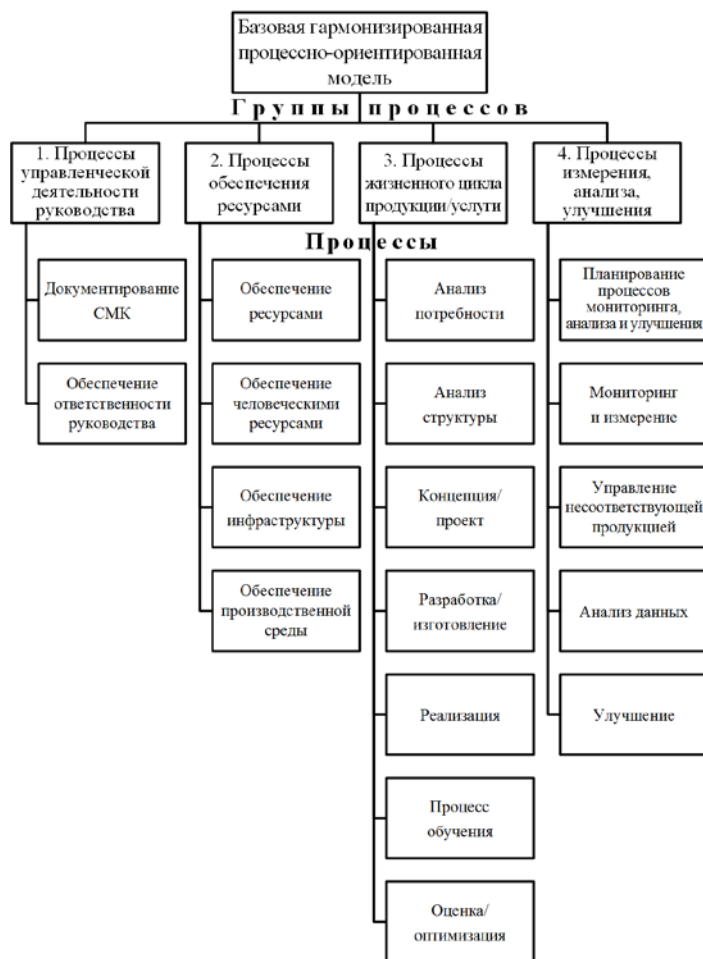 Базовая гармонизированная
процессно-ориентированная
модель
Группы процессов
1. Процессы
управленческой
деятельности
руководства
2. Процессы
обеспечения
ресурсами
3. Процессы
жизненного цикла
продукции/услуги
4. Процессы
измерения,
анализа,
улучшения
Процессы
Документирование
СМК
Обеспечение
ответственности
руководства
Обеспечение
ресурсами
Обеспечение
человеческими
ресурсами
Обеспечение
инфраструктуры
Обеспечение
производственной
среды
Анализ
потребности
Анализ
структуры
Концепция/
проект
Разработка/
изготовление
Реализация
Процесс
обучения
Оценка/
оптимизация
Планирование
процессов
мониторинга,
анализа и улучшения
Мониторинг
и измерение
Управление
несоответствующей
продукцией
Анализ данных
Улучшение